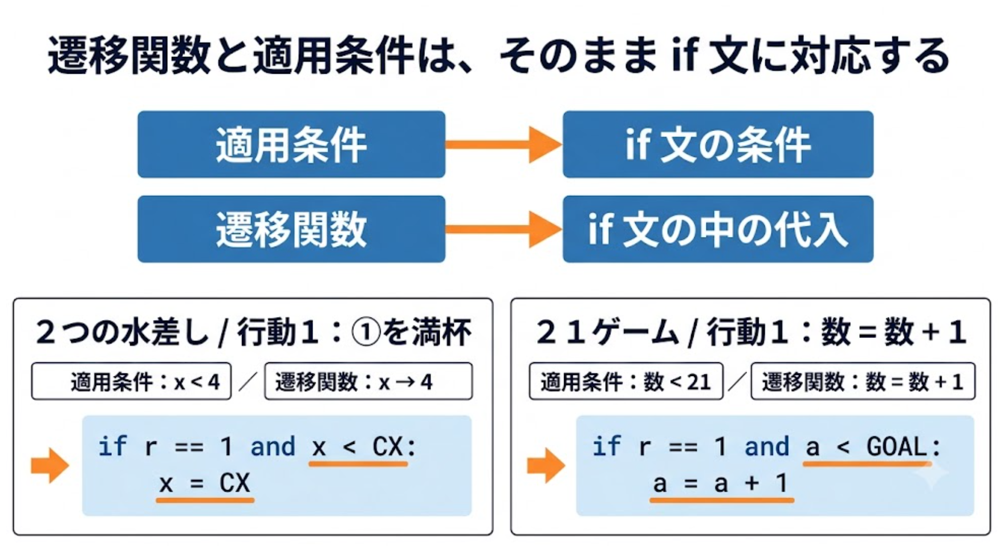 遷移関数と適用条件は、そのまま if 文に対応する
適用条件
if 文の条件
遷移関数
if 文の中の代入
２つの水差し / 行動１：①を満杯
適用条件：x < 4 ／ 遷移関数：x → 4
if r == 1 and x < CX:
x = CX
２１ゲーム / 行動１：数 = 数 + 1
適用条件：数 < 21 ／ 遷移関数：数 = 数 + 1
if r == 1 and a < GOAL:
a = a + 1